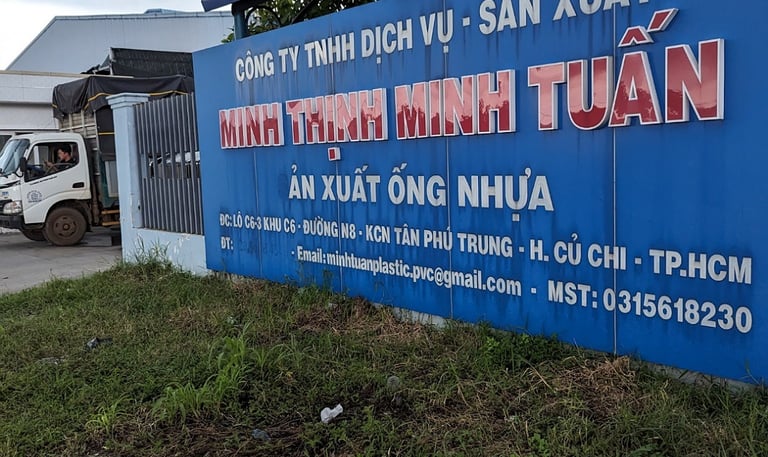 CÔNG TY TNHH DỊCH VỤ - SẢN XUẤT
MINH THỊNH MINH TUẤN
ẢN XUẤT ỐNG NHỰA
ĐC: LÔ C6-3 KHU C6 - ĐƯỜNG N8 - KCN TÂN PHÚ TRUNG - H. CỦ CHI - TP.HCM
ĐT: - Email: minhtuanplastic.pvc@gmail.com - MST: 0315618230